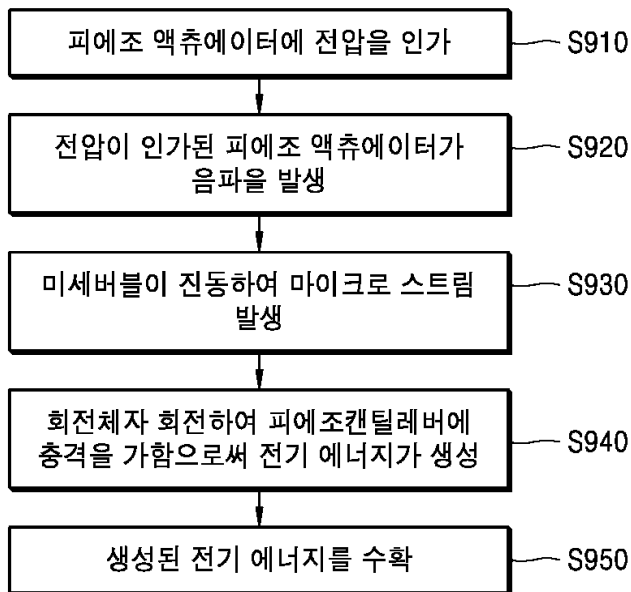 피에조 액츄에이터에 전압을 인가
S910
전압이 인가된 피에조 액츄에이터가
음파을 발생
S920
미세버블이 진동하여 마이크로 스트림
발생
S930
회전체자 회전하여 피에조캔틸레버에
충격을 가함으로써 전기 에너지가 생성
S940
생성된 전기 에너지를 수확
S950